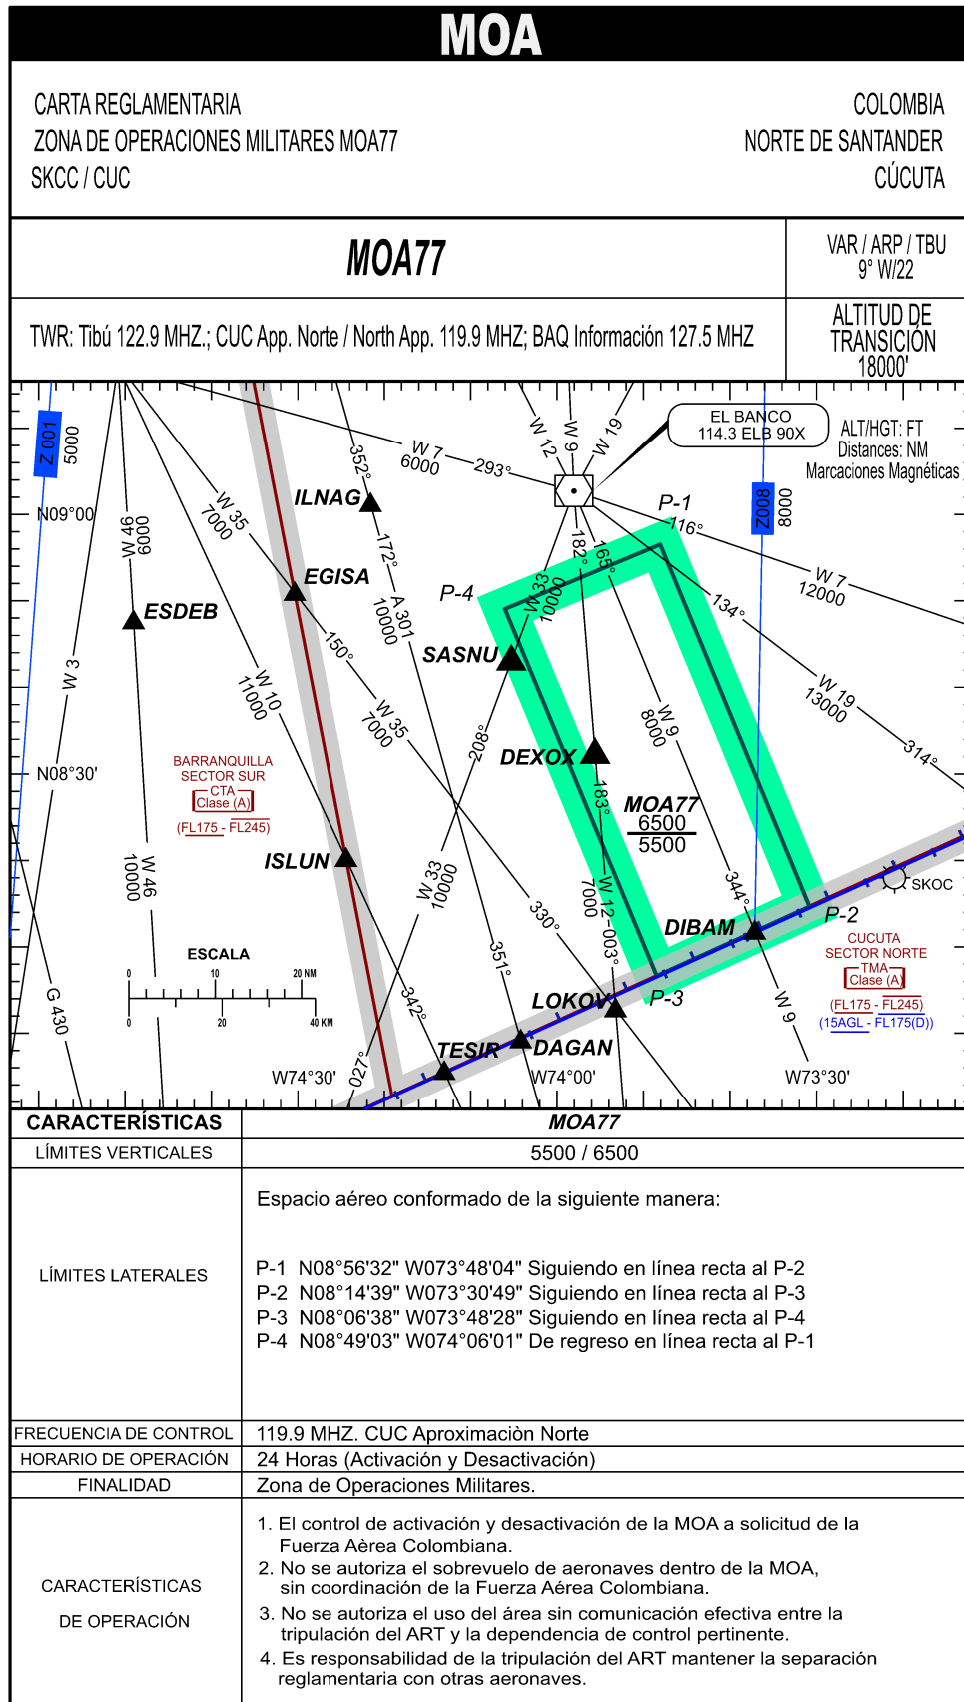 MOA
CARTA REGLAMENTARIA
ZONA DE OPERACIONES MILITARES MOA77
SKCC / CUC
COLOMBIA
NORTE DE SANTANDER
CÚCUTA
MOA77
VAR / ARP / TBU
9° W/22
TWR: Tibú 122.9 MHZ.; CUC App. Norte / North App. 119.9 MHZ; BAQ Información 127.5 MHZ
ALTITUD DE
TRANSICIÓN
18000'
EL BANCO
114.3 ELB 90X
ALT/HGT: FT
Distances: NM
Marcaciones Magnéticas
Z 001
5000
W 12
W 9
W 19
W 7
6000
293°
352°
ILNAG
N09°00'
W 46
6000
W 35
7000
172°
A 301
10000
182°
165°
P-1
116°
Z008
8000
W 7
12000
EGISA
P-4
W 33
10000
134°
ESDEB
150°
SASNU
W 3
W 10
11000
W 35
7000
208°
W 9
8000
W 19
13000
314°
N08°30'
BARRANQUILLA
SECTOR SUR
CTA
Clase (A)
(FL175 - FL245)
DEXOX
183°
MOA77
6500
5500
ISLUN
W 46
10000
W 33
10000
W 12
7000
003°
344°
SKOC
P-2
DIBAM
330°
351°
CUCUTA
SECTOR NORTE
TMA
Clase (A)
(FL175 - FL245)
(15AGL - FL175(D))
ESCALA
0 10 20 NM
0 20 40 KM
G 430
342°
LOKOV
P-3
W 9
TESIR
DAGAN
027°
W74°30'
W74°00'
W73°30'
CARACTERÍSTICAS
MOA77
LÍMITES VERTICALES
5500 / 6500
LÍMITES LATERALES
Espacio aéreo conformado de la siguiente manera:
P-1 N08°56'32" W073°48'04" Siguiendo en línea recta al P-2
P-2 N08°14'39" W073°30'49" Siguiendo en línea recta al P-3
P-3 N08°06'38" W073°48'28" Siguiendo en línea recta al P-4
P-4 N08°49'03" W074°06'01" De regreso en línea recta al P-1
FRECUENCIA DE CONTROL
119.9 MHZ. CUC Aproximaciòn Norte
HORARIO DE OPERACIÓN
24 Horas (Activación y Desactivación)
FINALIDAD
Zona de Operaciones Militares.
CARACTERÍSTICAS
DE OPERACIÓN
1. El control de activación y desactivación de la MOA a solicitud de la
Fuerza Aèrea Colombiana.
2. No se autoriza el sobrevuelo de aeronaves dentro de la MOA,
sin coordinación de la Fuerza Aérea Colombiana.
3. No se autoriza el uso del área sin comunicación efectiva entre la
tripulación del ART y la dependencia de control pertinente.
4. Es responsabilidad de la tripulación del ART mantener la separación
reglamentaria con otras aeronaves.